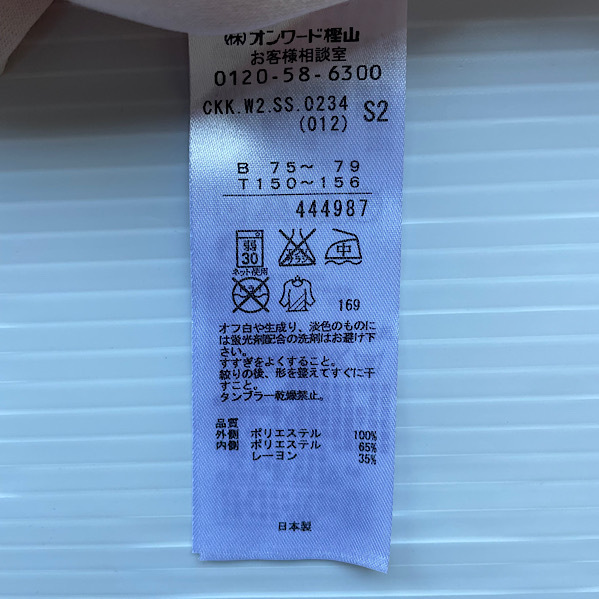 (株)オンワード樫山
お客様相談室
0120-58-6300
CKK.W2.SS.0234
(012) S2
B 75〜 79
T150〜156
444987
弱
30
中
ネット使用
169
オフ白や生成り、淡色のものに
は蛍光剤配合の洗剤はお避け下
さい。
すすぎをよくすること。
絞りの後、形を整えてすぐに干
すこと。
タンブラー乾燥禁止。
品質
外側 ポリエステル 100%
内側 ポリエステル 65%
レーヨン 35%
日本製